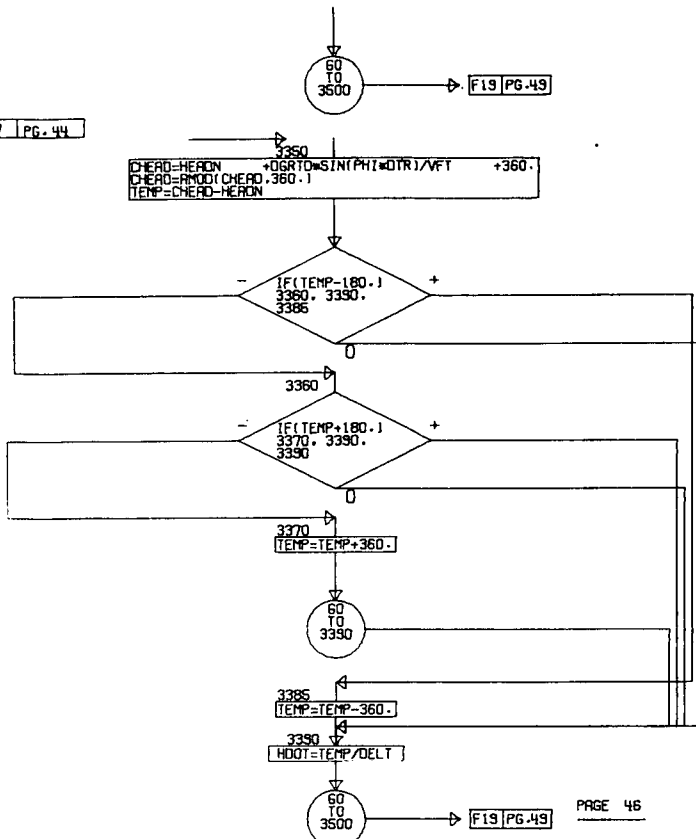 GO
TO
3500
F19 PG.49
PG.44
3350
CHEAD=HEADN +DGRTD*SIN(PHI*DTR)/VFT +360.
CHEAD=AMOD(CHEAD,360.)
TEMP=CHEAD-HEADN
- IF(TEMP-180.) +
3360, 3390,
3385
0
3360
- IF(TEMP+180.) +
3370, 3390,
3390
0
3370
TEMP=TEMP+360.
GO
TO
3390
3385
TEMP=TEMP-360.
3390
HDOT=TEMP/DELT
GO
TO
3500
F19 PG.49
PAGE 46